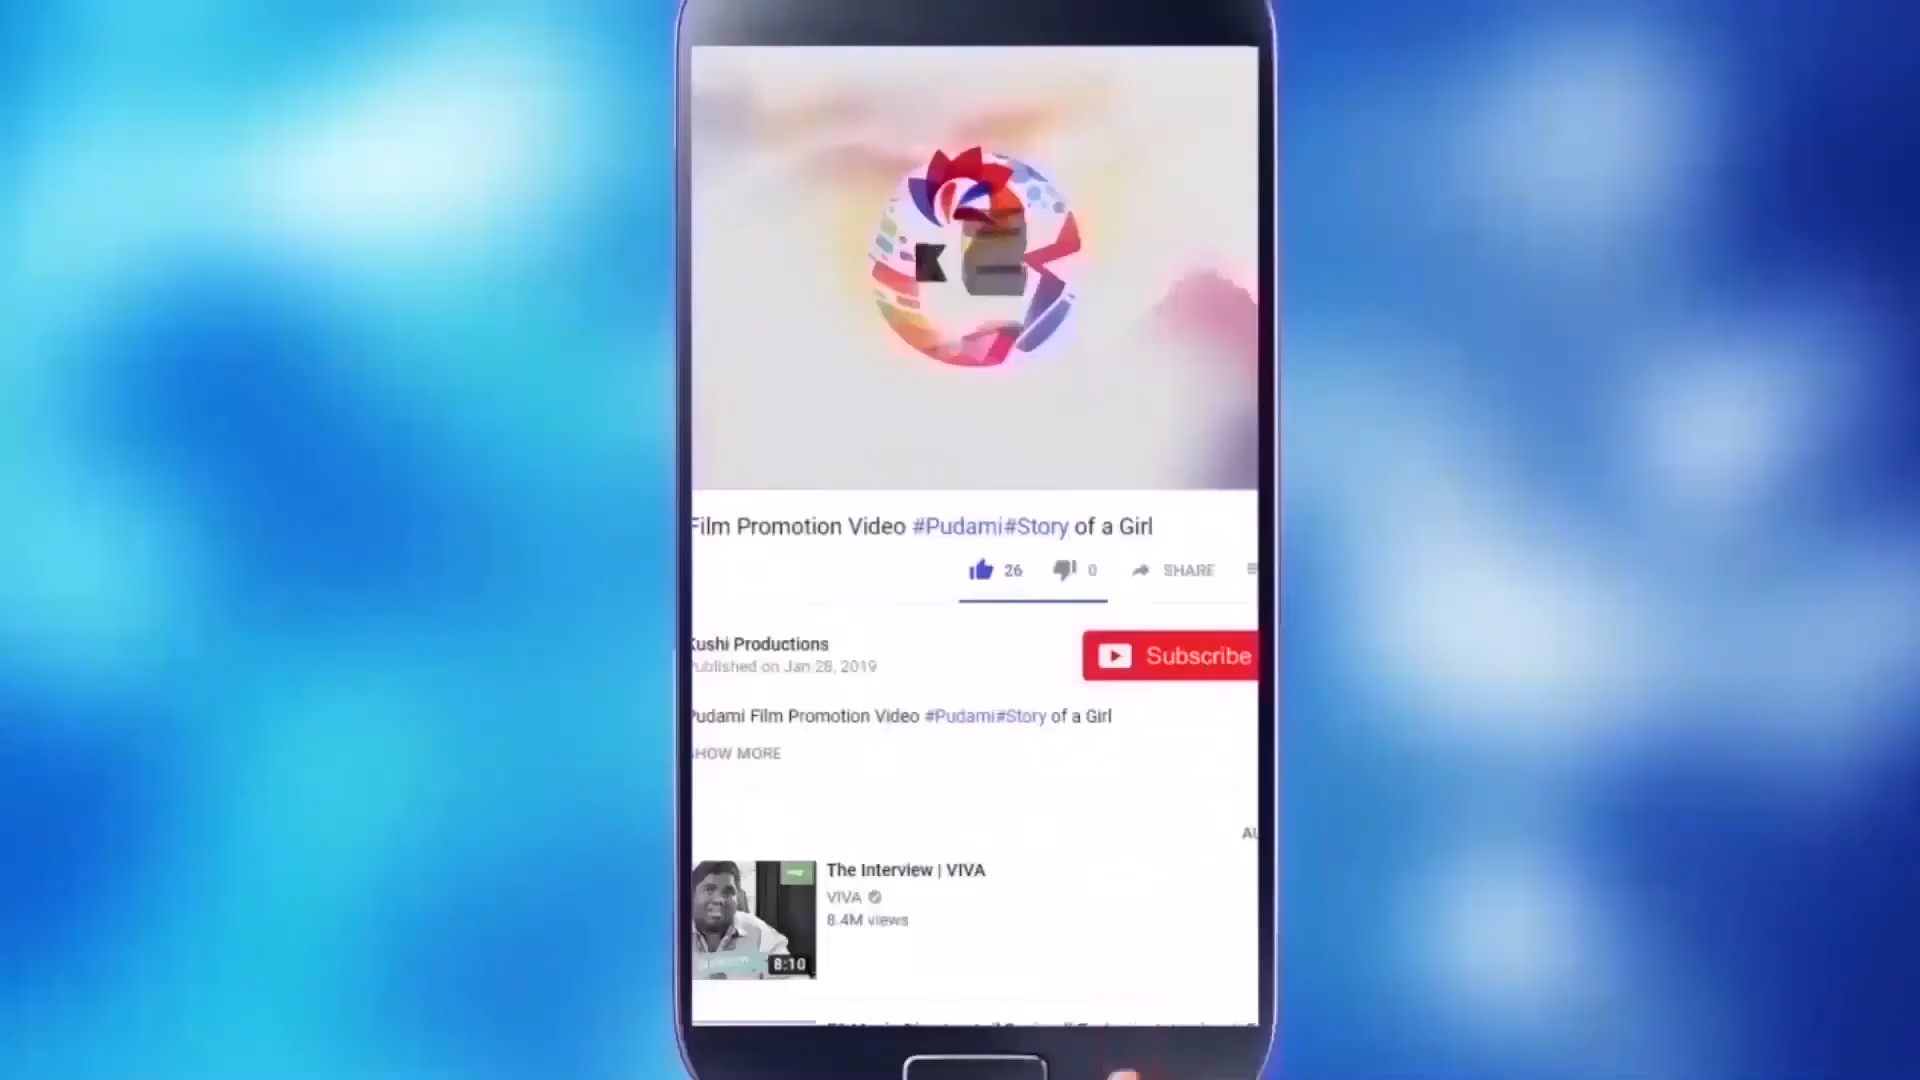 Film Promotion Video #Pudami#Story of a Girl
26 0 SHARE
Kushi Productions
Published on Jan 28, 2019
Subscribe
Pudami Film Promotion Video #Pudami#Story of a Girl
SHOW MORE
The Interview | VIVA
VIVA
8.4M views
8:10